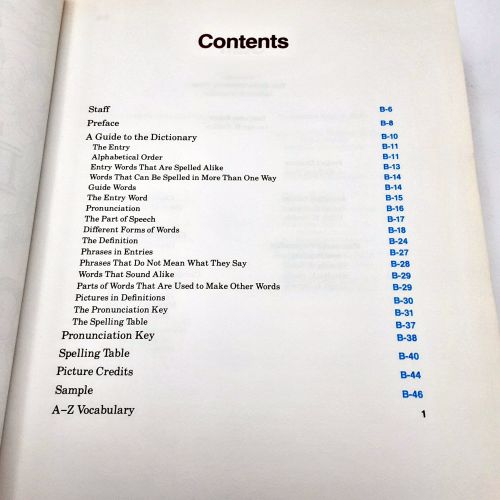 Contents
Staff B-6
Preface B-8
A Guide to the Dictionary B-10
The Entry B-11
Alphabetical Order B-11
Entry Words That Are Spelled Alike B-13
Words That Can Be Spelled in More Than One Way B-14
Guide Words B-14
The Entry Word B-15
Pronunciation B-16
The Part of Speech B-17
Different Forms of Words B-18
The Definition B-24
Phrases in Entries B-27
Phrases That Do Not Mean What They Say B-28
Words That Sound Alike B-29
Parts of Words That Are Used to Make Other Words B-29
Pictures in Definitions B-30
The Pronunciation Key B-31
The Spelling Table B-37
Pronunciation Key B-38
Spelling Table B-40
Picture Credits B-44
Sample B-46
A–Z Vocabulary 1